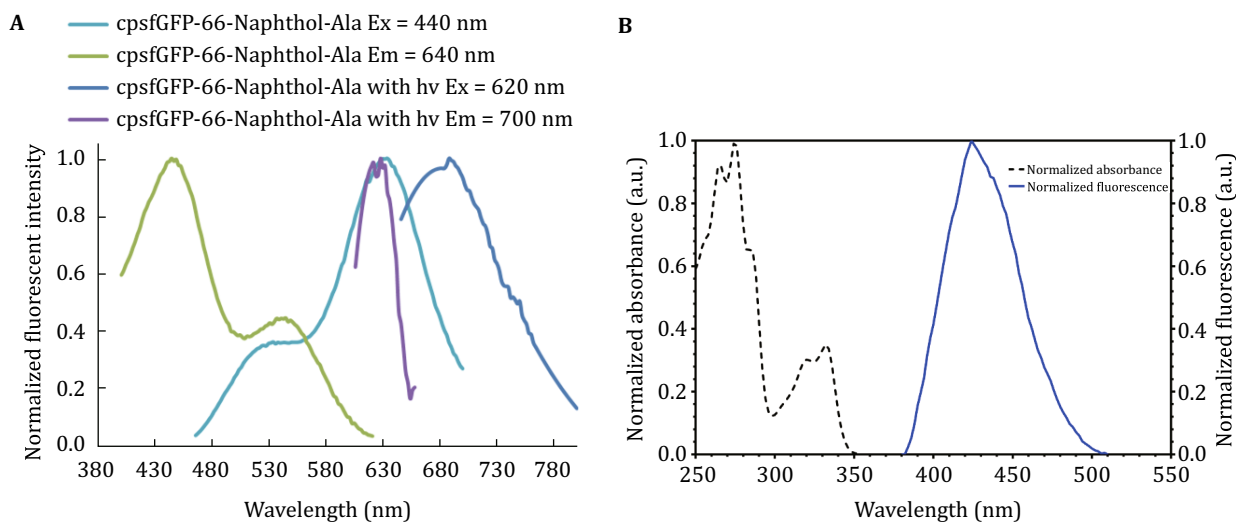 A
cpsfGFP-66-Naphthol-Ala Ex = 440 nm
cpsfGFP-66-Naphthol-Ala Em = 640 nm
cpsfGFP-66-Naphthol-Ala with hv Ex = 620 nm
cpsfGFP-66-Naphthol-Ala with hv Em = 700 nm
Normalized fluorescent intensity
1.0
0.8
0.6
0.4
0.2
0.0
380 430 480 530 580 630 680 730 780
Wavelength (nm)
B
Normalized absorbance (a.u.)
1.0
0.8
0.6
0.4
0.2
0.0
Normalized absorbance
Normalized fluorescence
1.0
0.8
0.6
0.4
0.2
0.0
Normalized fluorescence (a.u.)
250 300 350 400 450 500 550
Wavelength (nm)